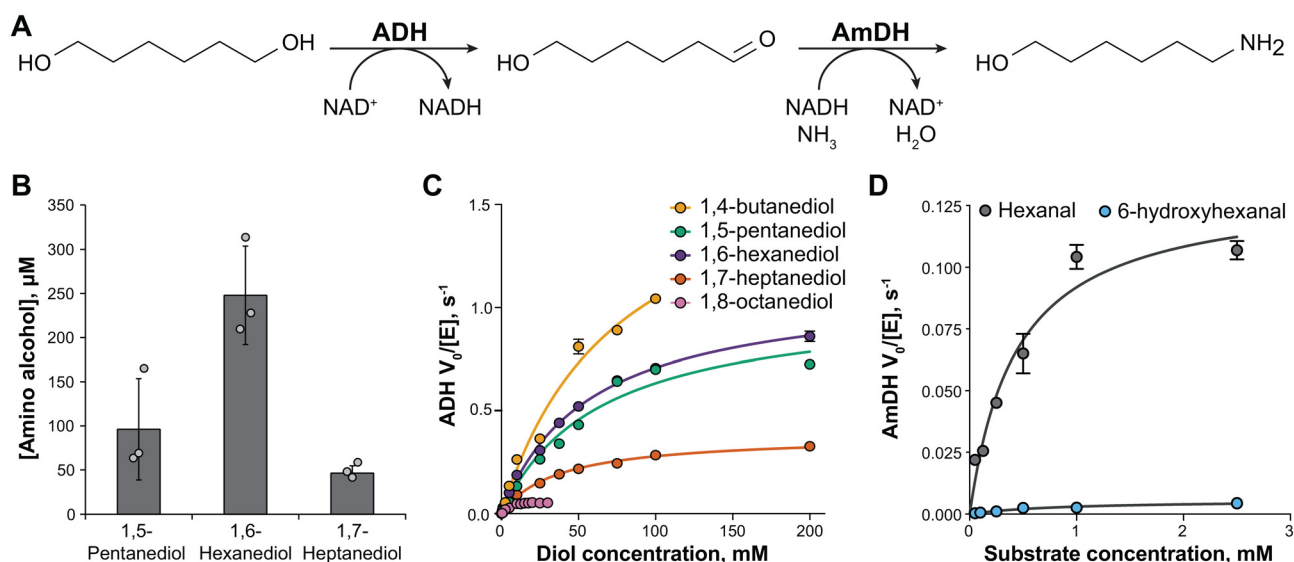 A
HO
OH
ADH
NAD⁺
NADH
HO
O
AmDH
NADH
NH₃
NAD⁺
H₂O
HO
NH2
B
[Amino alcohol], µM
350
300
250
200
150
100
50
0
1,5-
Pentanediol
1,6-
Hexanediol
1,7-
Heptanediol
C
ADH V₀/[E], s⁻¹
1.5
1.0
0.5
0
0
50
100
150
200
Diol concentration, mM
1,4-butanediol
1,5-pentanediol
1,6-hexanediol
1,7-heptanediol
1,8-octanediol
D
AmDH V₀/[E], s⁻¹
0.125
0.100
0.075
0.050
0.025
0.000
0
1
2
3
Substrate concentration, mM
Hexanal
6-hydroxyhexanal